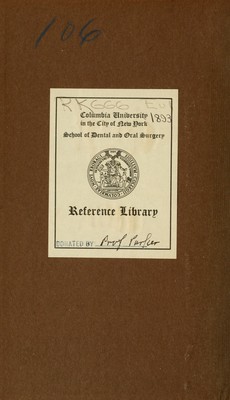 106
RK666
1893
Columbia University
in the City of New York
School of Dental and Oral Surgery
Reference Library
DONATED BY Prof